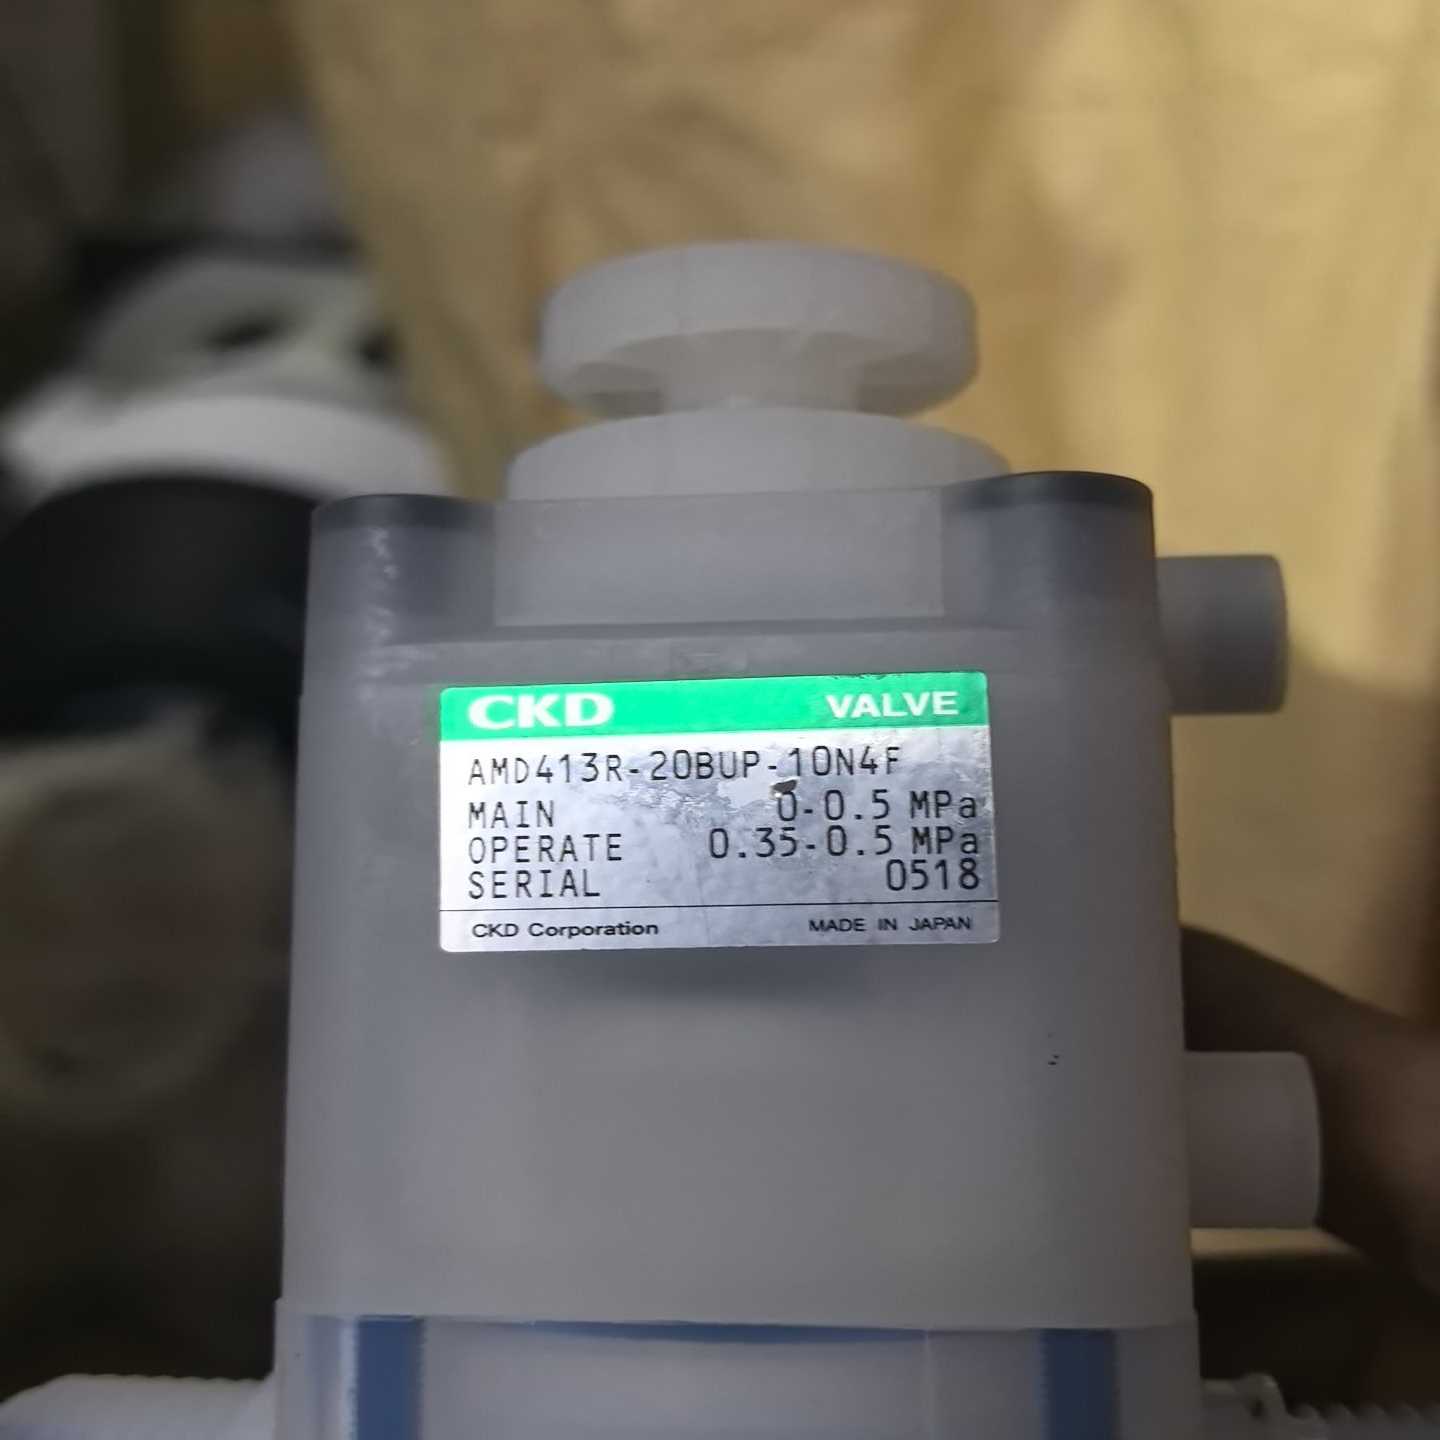 CKD VALVE
AMD413R-20BUP-10N4F
MAIN 0-0.5 MPa
OPERATE 0.35-0.5 MPa
SERIAL 0518
CKD Corporation MADE IN JAPAN